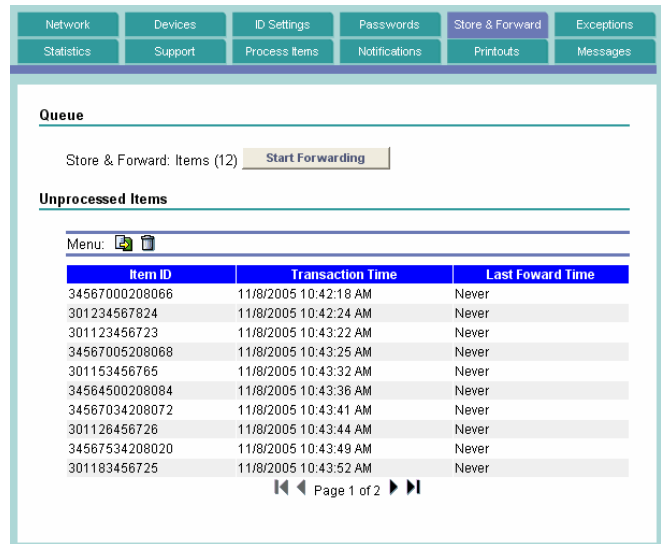 Network Devices ID Settings Passwords Store & Forward Exceptions
Statistics Support Process Items Notifications Printouts Messages
Queue
Store & Forward: Items (12) Start Forwarding
Unprocessed Items
Menu:
Item ID Transaction Time Last Foward Time
34567000208066 11/8/2005 10:42:18 AM Never
301234567824 11/8/2005 10:42:24 AM Never
301123456723 11/8/2005 10:43:22 AM Never
34567005208068 11/8/2005 10:43:25 AM Never
301153456765 11/8/2005 10:43:32 AM Never
34564500208084 11/8/2005 10:43:36 AM Never
34567034208072 11/8/2005 10:43:41 AM Never
301126456726 11/8/2005 10:43:44 AM Never
34567534208020 11/8/2005 10:43:49 AM Never
301183456725 11/8/2005 10:43:52 AM Never
Page 1 of 2